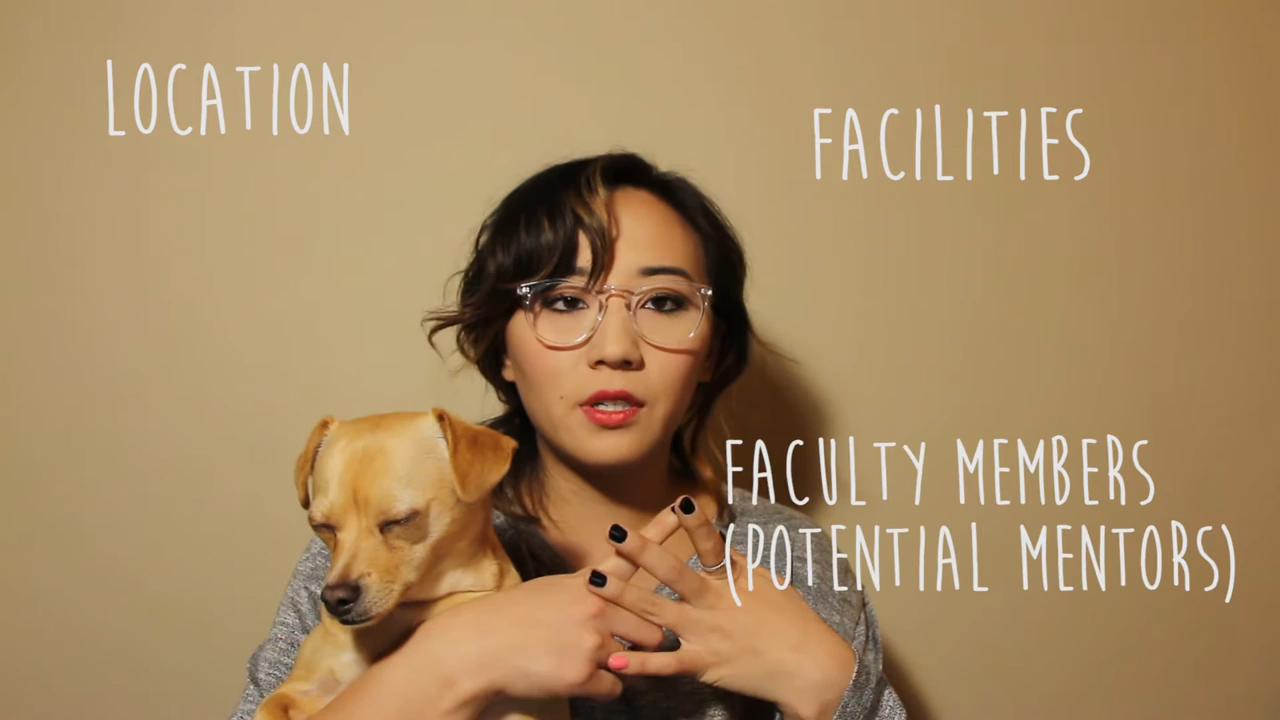 LOCATION
FACILITIES
FACULTY MEMBERS
(POTENTIAL MENTORS)